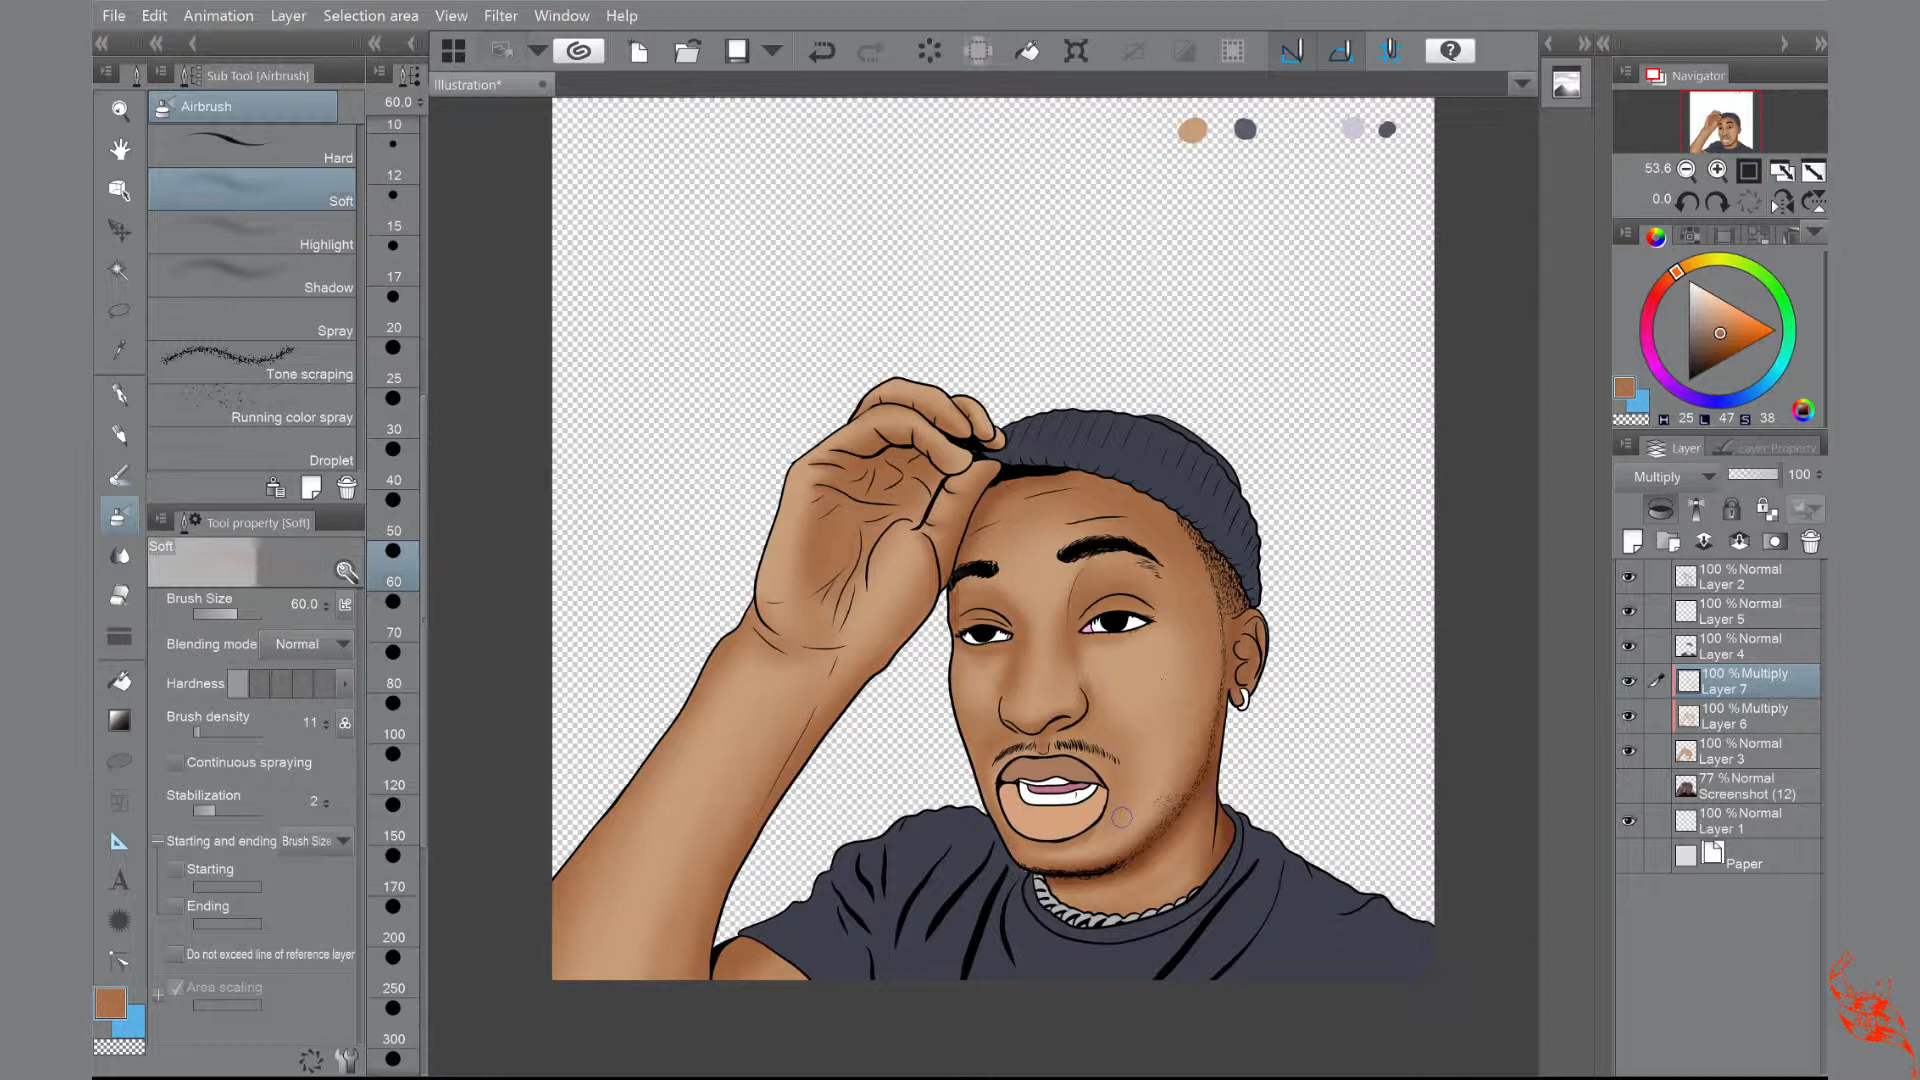 File Edit Animation Layer Selection area View Filter Window Help
Sub Tool [Airbrush]
Airbrush
Hard
Soft
Highlight
Shadow
Spray
Tone scraping
Running color spray
Droplet
Tool property [Soft]
Soft
Brush Size 60.0
Blending mode Normal
Hardness
Brush density 11
Continuous spraying
Stabilization 2
Starting and ending Brush Size
Starting
Ending
Do not exceed line of reference layer
Area scaling
60.0
10
12
15
17
20
25
30
40
50
60
70
80
100
120
150
170
200
250
300
Illustration*
Navigator
53.6
0.0
H 25 L 47 S 38
Layer Layer Property
Multiply 100
100 % Normal
Layer 2
100 % Normal
Layer 5
100 % Normal
Layer 4
100 % Multiply
Layer 7
100 % Multiply
Layer 6
100 % Normal
Layer 3
77 % Normal
Screenshot (12)
100 % Normal
Layer 1
Paper